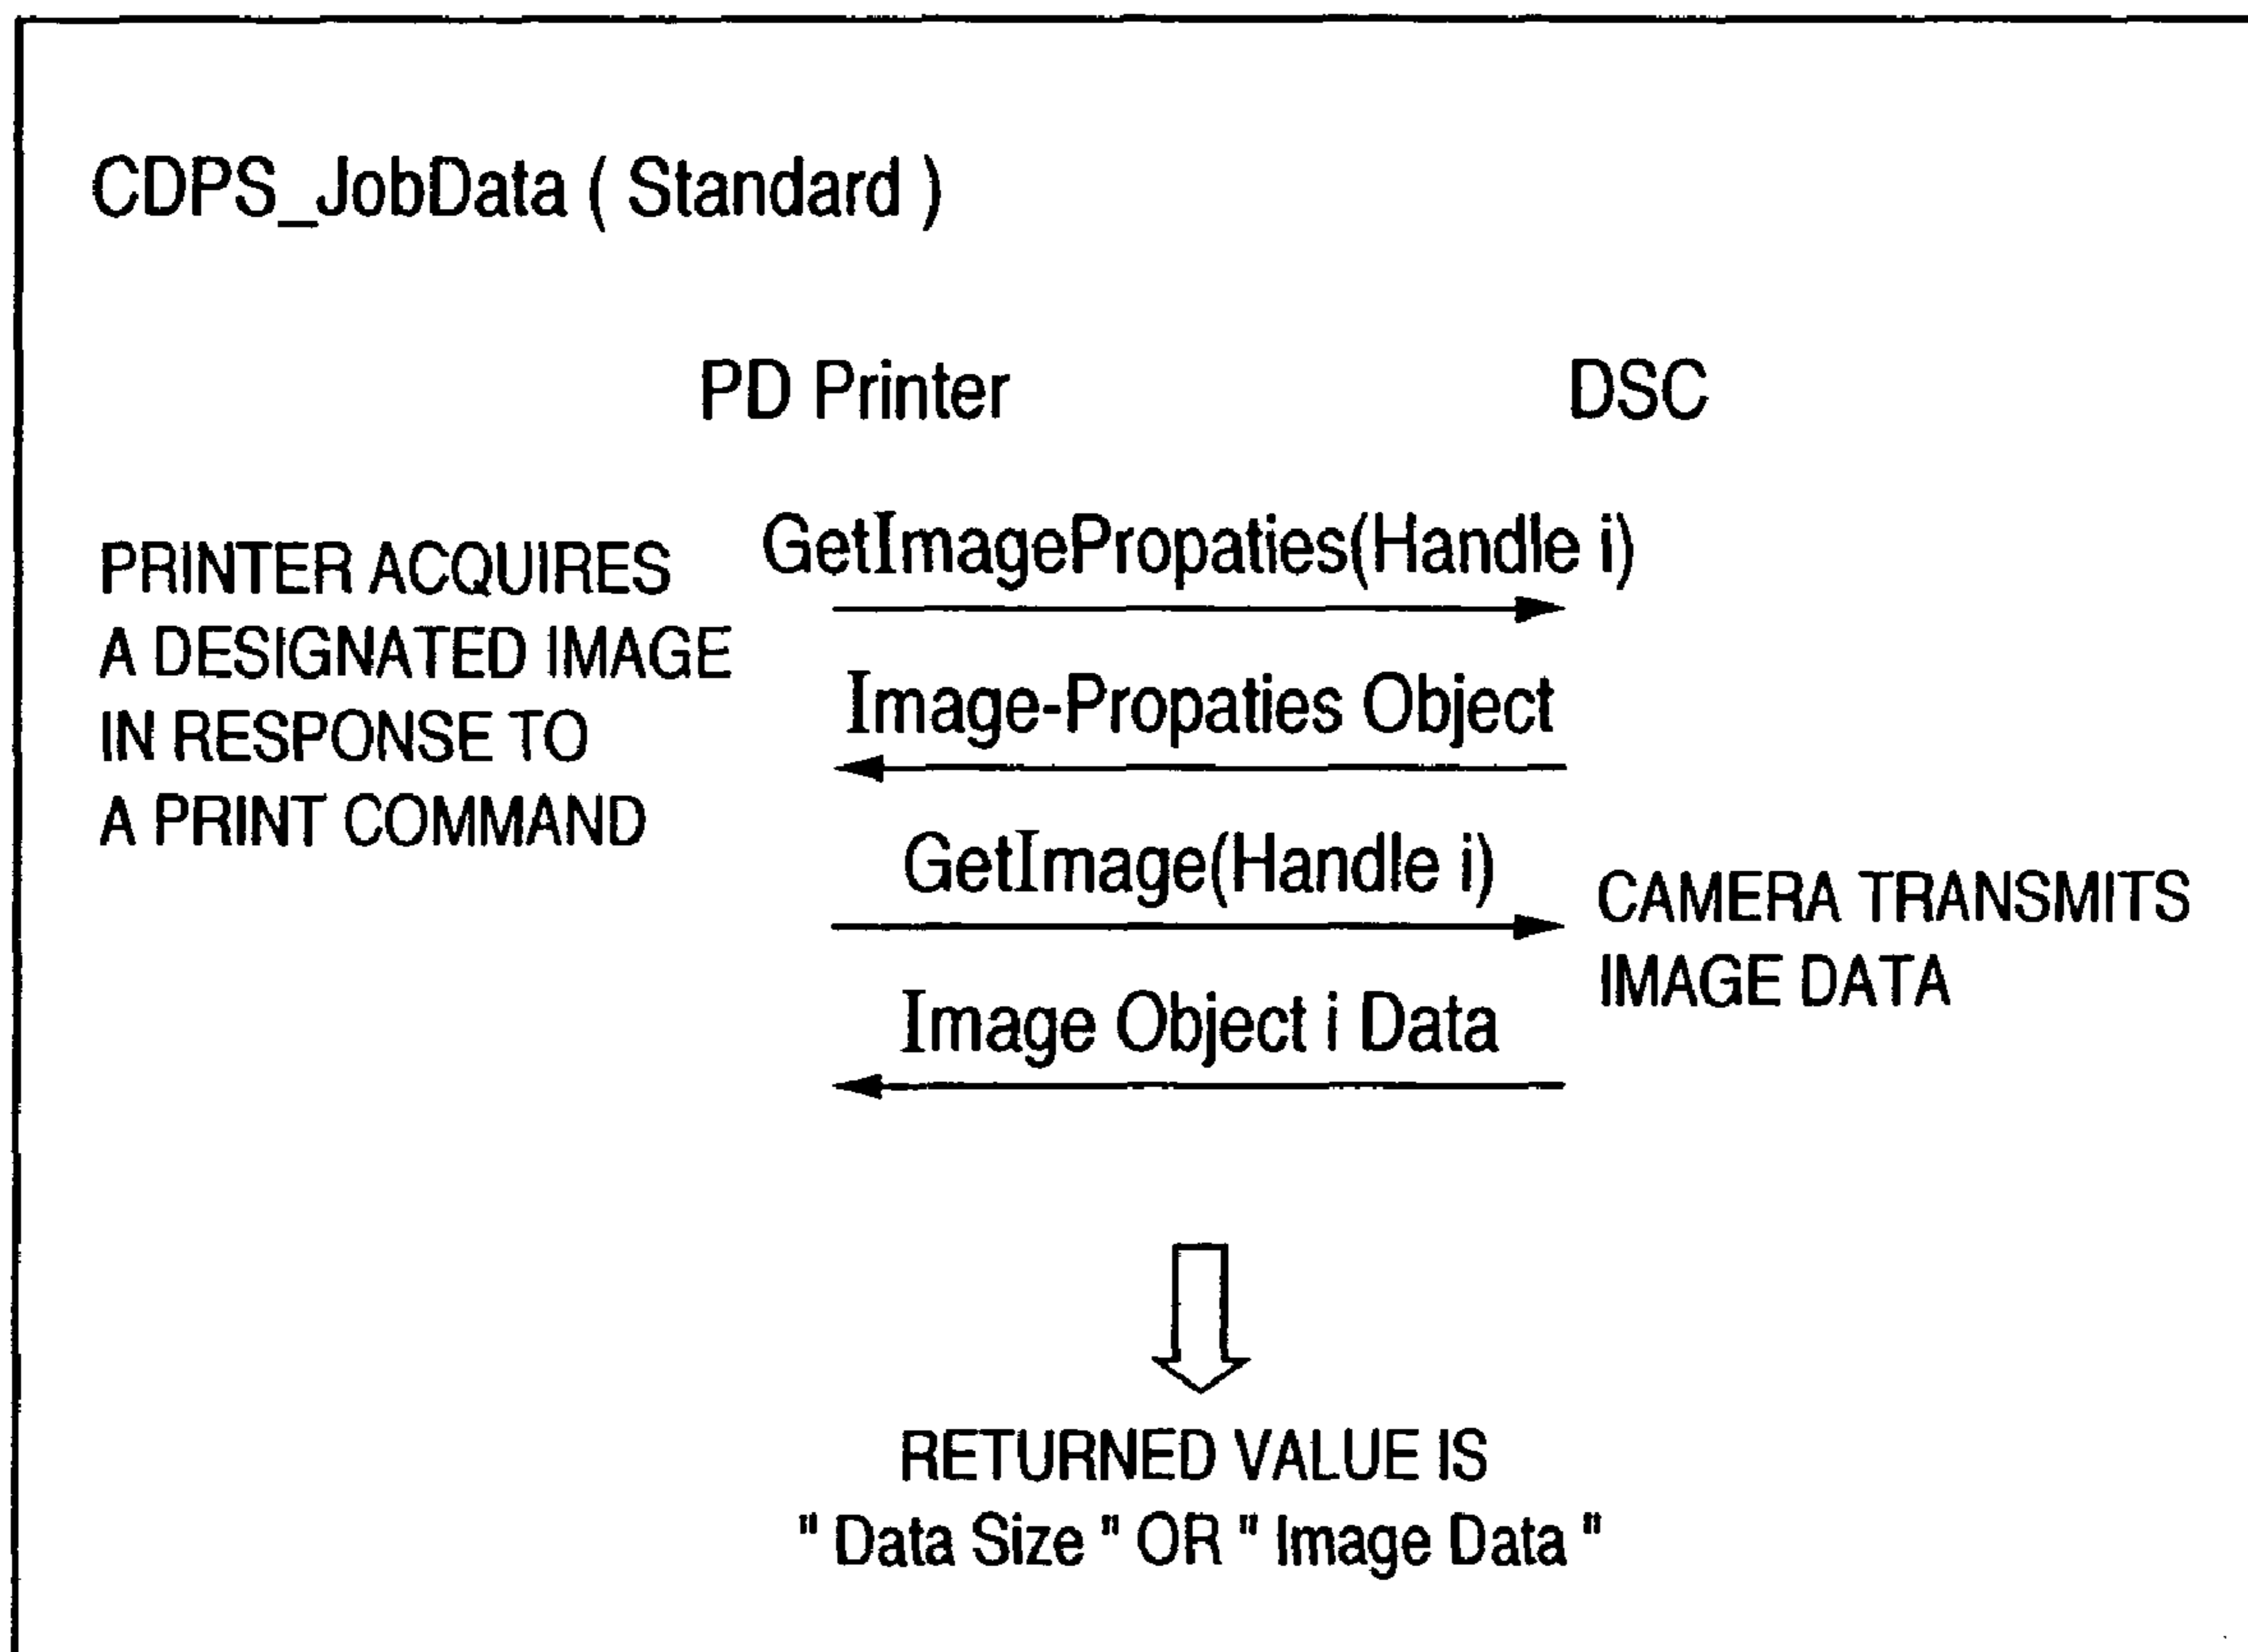 CDPS_JobData ( Standard )
PD Printer
DSC
PRINTER ACQUIRES
A DESIGNATED IMAGE
IN RESPONSE TO
A PRINT COMMAND
GetImagePropaties(Handle i)
Image-Propaties Object
GetImage(Handle i)
Image Object i Data
CAMERA TRANSMITS
IMAGE DATA
RETURNED VALUE IS
" Data Size " OR " Image Data "